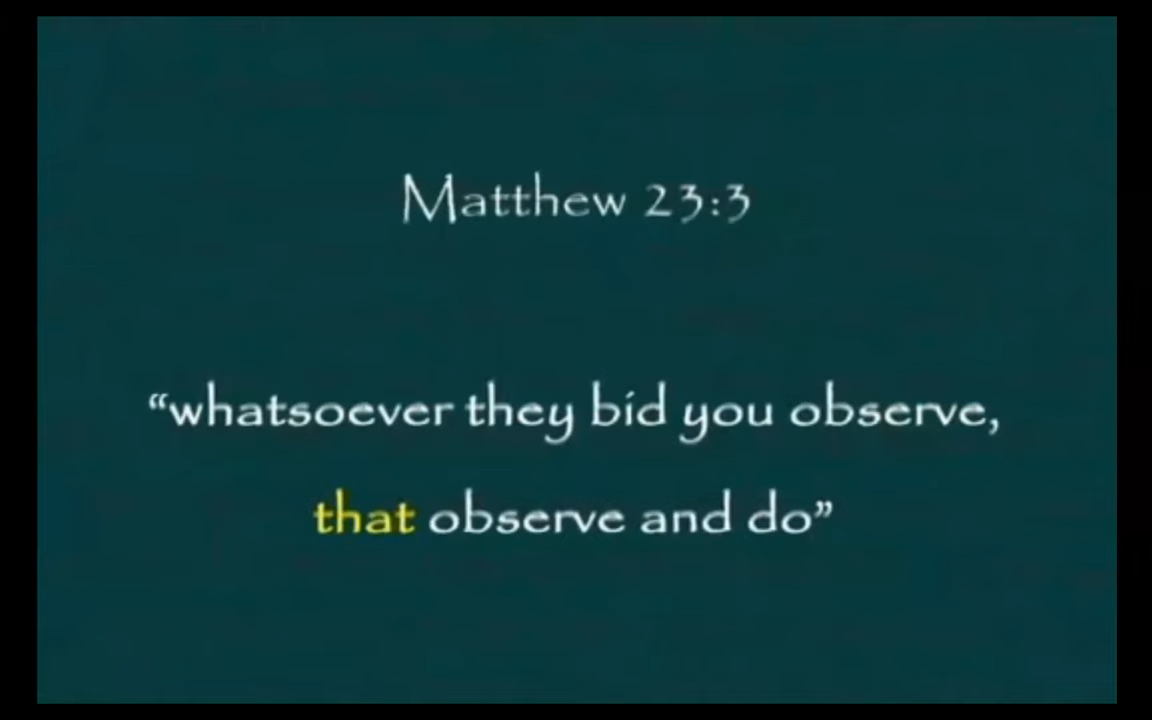 Matthew 23:3
“whatsoever they bid you observe,
that observe and do”